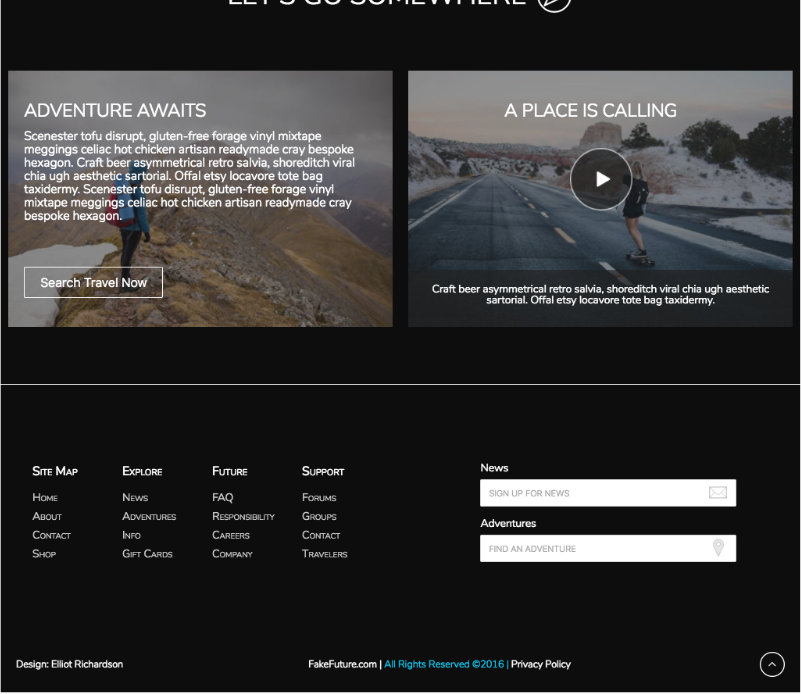 LET'S GO SOMEWHERE
ADVENTURE AWAITS
Scenester tofu disrupt, gluten-free forage vinyl mixtape
meggings celiac hot chicken artisan readymade cray bespoke
hexagon. Craft beer asymmetrical retro salvia, shoreditch viral
chia ugh aesthetic sartorial. Offal etsy locavore tote bag
taxidermy. Scenester tofu disrupt, gluten-free forage vinyl
mixtape meggings celiac hot chicken artisan readymade cray
bespoke hexagon.
Search Travel Now
A PLACE IS CALLING
Craft beer asymmetrical retro salvia, shoreditch viral chia ugh aesthetic
sartorial. Offal etsy locavore tote bag taxidermy.
Site Map
Home
About
Contact
Shop
Explore
News
Adventures
Info
Gift Cards
Future
FAQ
Responsibility
Careers
Company
Support
Forums
Groups
Contact
Travelers
News
SIGN UP FOR NEWS
Adventures
FIND AN ADVENTURE
Design: Elliot Richardson
FakeFuture.com | All Rights Reserved ©2016 | Privacy Policy